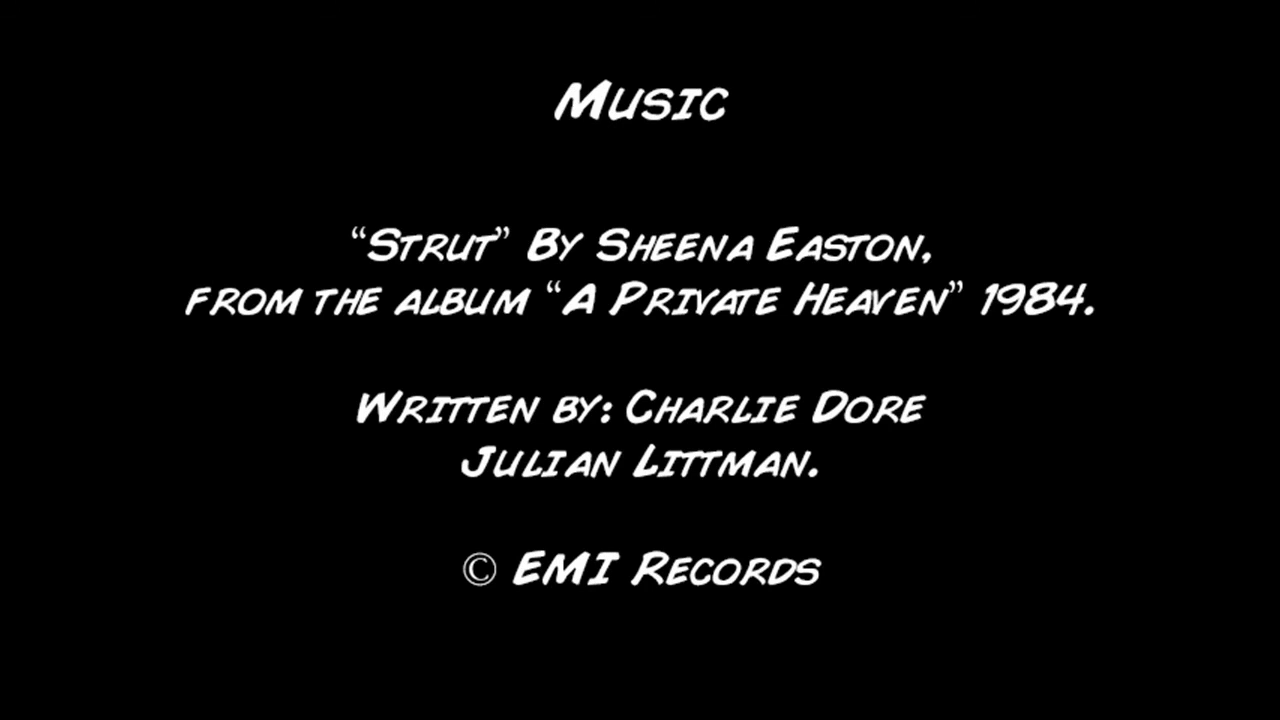 Music
“Strut” By Sheena Easton,
from the album “A Private Heaven” 1984.
Written by: Charlie Dore
Julian Littman.
© EMI Records